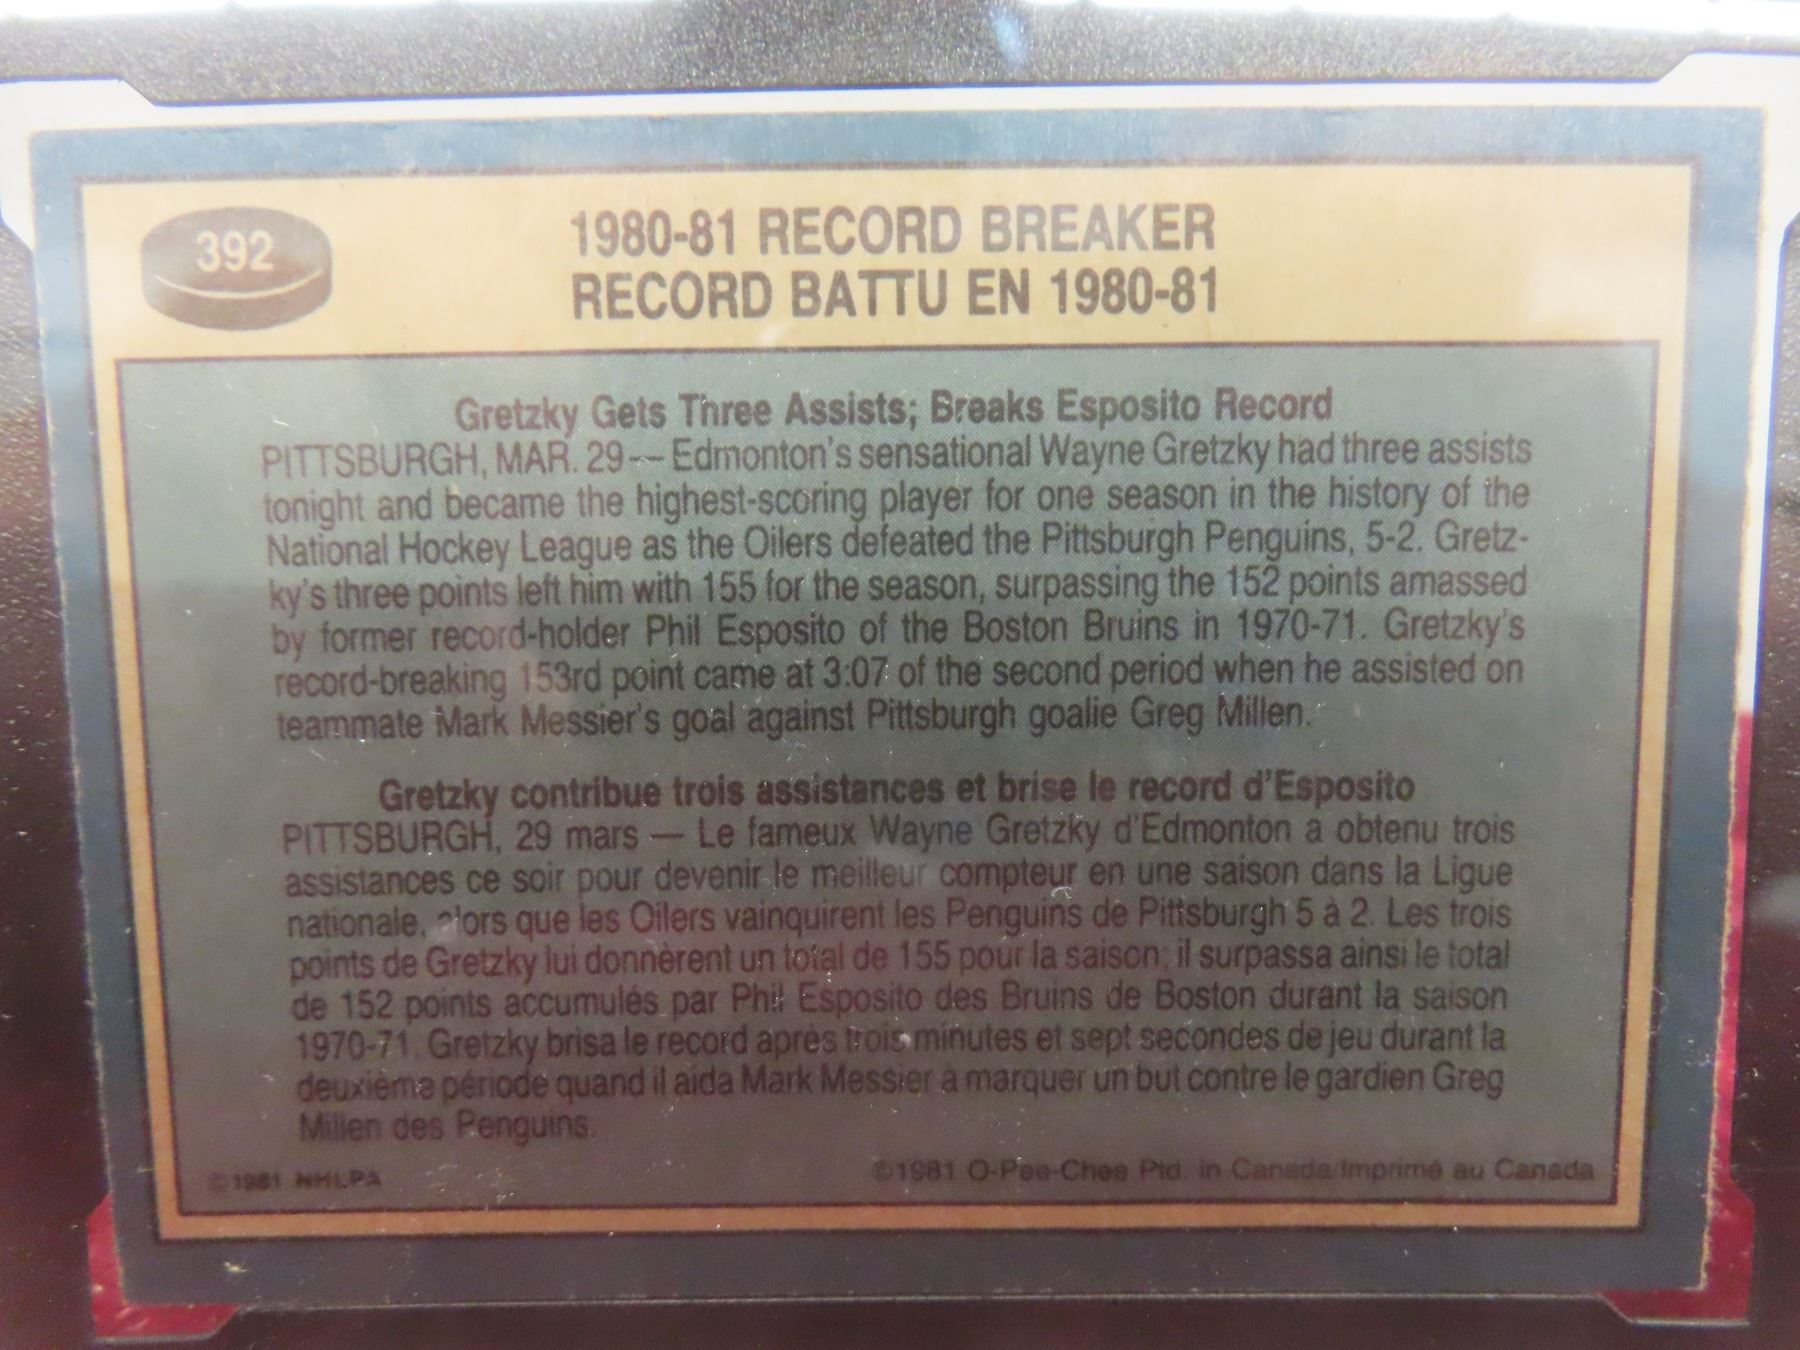 392
1980-81 RECORD BREAKER
RECORD BATTU EN 1980-81
Gretzky Gets Three Assists; Breaks Esposito Record
PITTSBURGH, MAR. 29 — Edmonton's sensational Wayne Gretzky had three assists
tonight and became the highest-scoring player for one season in the history of the
National Hockey League as the Oilers defeated the Pittsburgh Penguins, 5-2. Gretz-
ky's three points left him with 155 for the season, surpassing the 152 points amassed
by former record-holder Phil Esposito of the Boston Bruins in 1970-71. Gretzky's
record-breaking 153rd point came at 3:07 of the second period when he assisted on
teammate Mark Messier's goal against Pittsburgh goalie Greg Millen.
Gretzky contribue trois assistances et brise le record d'Esposito
PITTSBURGH, 29 mars — Le fameux Wayne Gretzky d'Edmonton a obtenu trois
assistances ce soir pour devenir le meilleur compteur en une saison dans la Ligue
nationale, alors que les Oilers vainquirent les Penguins de Pittsburgh 5 à 2. Les trois
points de Gretzky lui donnèrent un total de 155 pour la saison; il surpassa ainsi le total
de 152 points accumulés par Phil Esposito des Bruins de Boston durant la saison
1970-71. Gretzky brisa le record après trois minutes et sept secondes de jeu durant la
deuxième période quand il aida Mark Messier à marquer un but contre le gardien Greg
Millen des Penguins.
©1981 NHLPA
©1981 O-Pee-Chee Ptd. in Canada/Imprimé au Canada